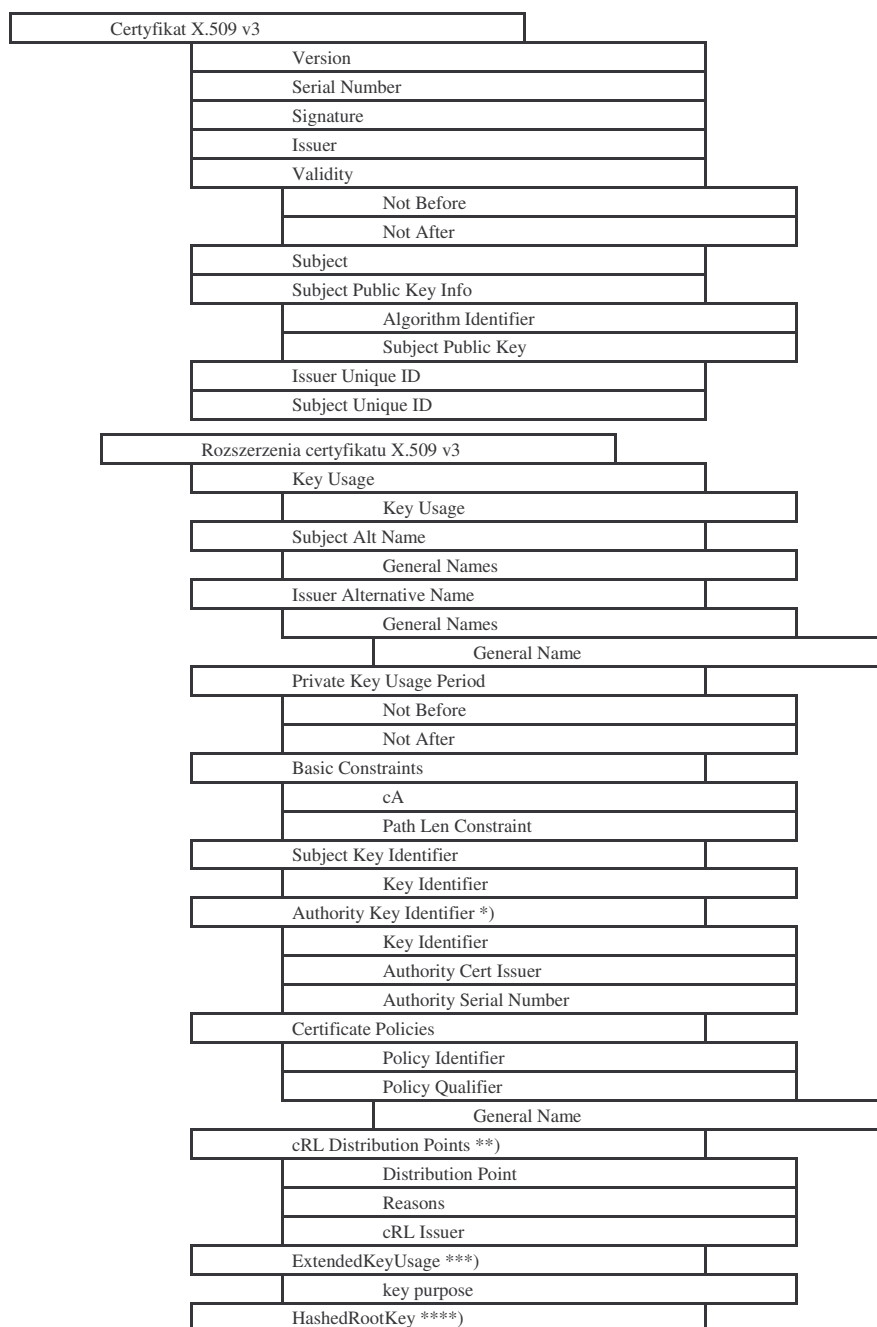 Certyfikat X.509 v3
Version
Serial Number
Signature
Issuer
Validity
Not Before
Not After
Subject
Subject Public Key Info
Algorithm Identifier
Subject Public Key
Issuer Unique ID
Subject Unique ID
Rozszerzenia certyfikatu X.509 v3
Key Usage
Key Usage
Subject Alt Name
General Names
Issuer Alternative Name
General Names
General Name
Private Key Usage Period
Not Before
Not After
Basic Constraints
cA
Path Len Constraint
Subject Key Identifier
Key Identifier
Authority Key Identifier *)
Key Identifier
Authority Cert Issuer
Authority Serial Number
Certificate Policies
Policy Identifier
Policy Qualifier
General Name
cRL Distribution Points **)
Distribution Point
Reasons
cRL Issuer
ExtendedKeyUsage ***)
key purpose
HashedRootKey ****)